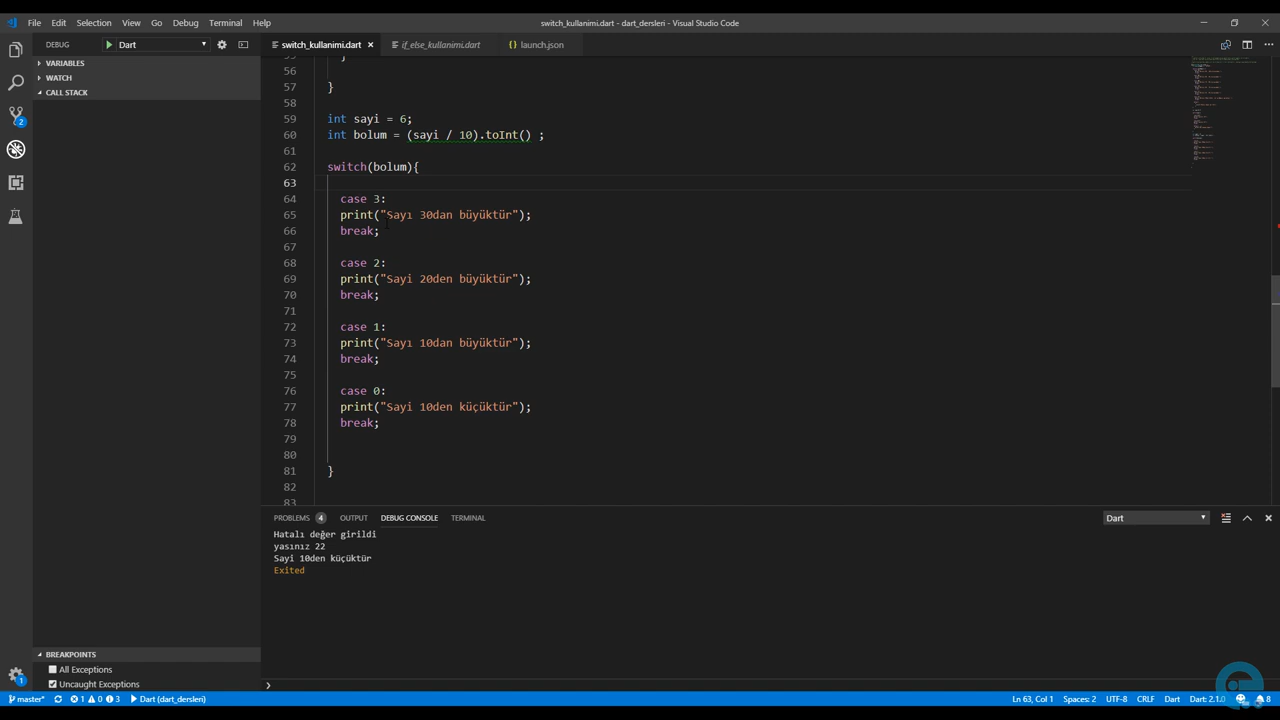 File Edit Selection View Go Debug Terminal Help
switch_kullanimi.dart - dart_dersleri - Visual Studio Code
DEBUG Dart
switch_kullanimi.dart if_else_kullanimi.dart launch.json
VARIABLES
WATCH
CALL STACK
56
57 }
58
59 int sayi = 6;
60 int bolum = (sayi / 10).toInt() ;
61
62 switch(bolum){
63
64 case 3:
65 print("Sayı 30dan büyüktür");
66 break;
67
68 case 2:
69 print("Sayi 20den büyüktür");
70 break;
71
72 case 1:
73 print("Sayı 10dan büyüktür");
74 break;
75
76 case 0:
77 print("Sayi 10den küçüktür");
78 break;
79
80
81 }
82
83
PROBLEMS 4 OUTPUT DEBUG CONSOLE TERMINAL Dart
Hatalı değer girildi
yasınız 22
Sayi 10den küçüktür
Exited
BREAKPOINTS
All Exceptions
Uncaught Exceptions
master* 1 0 3 Dart (dart_dersleri) Ln 63, Col 1 Spaces: 2 UTF-8 CRLF Dart Dart: 2.1.0 8